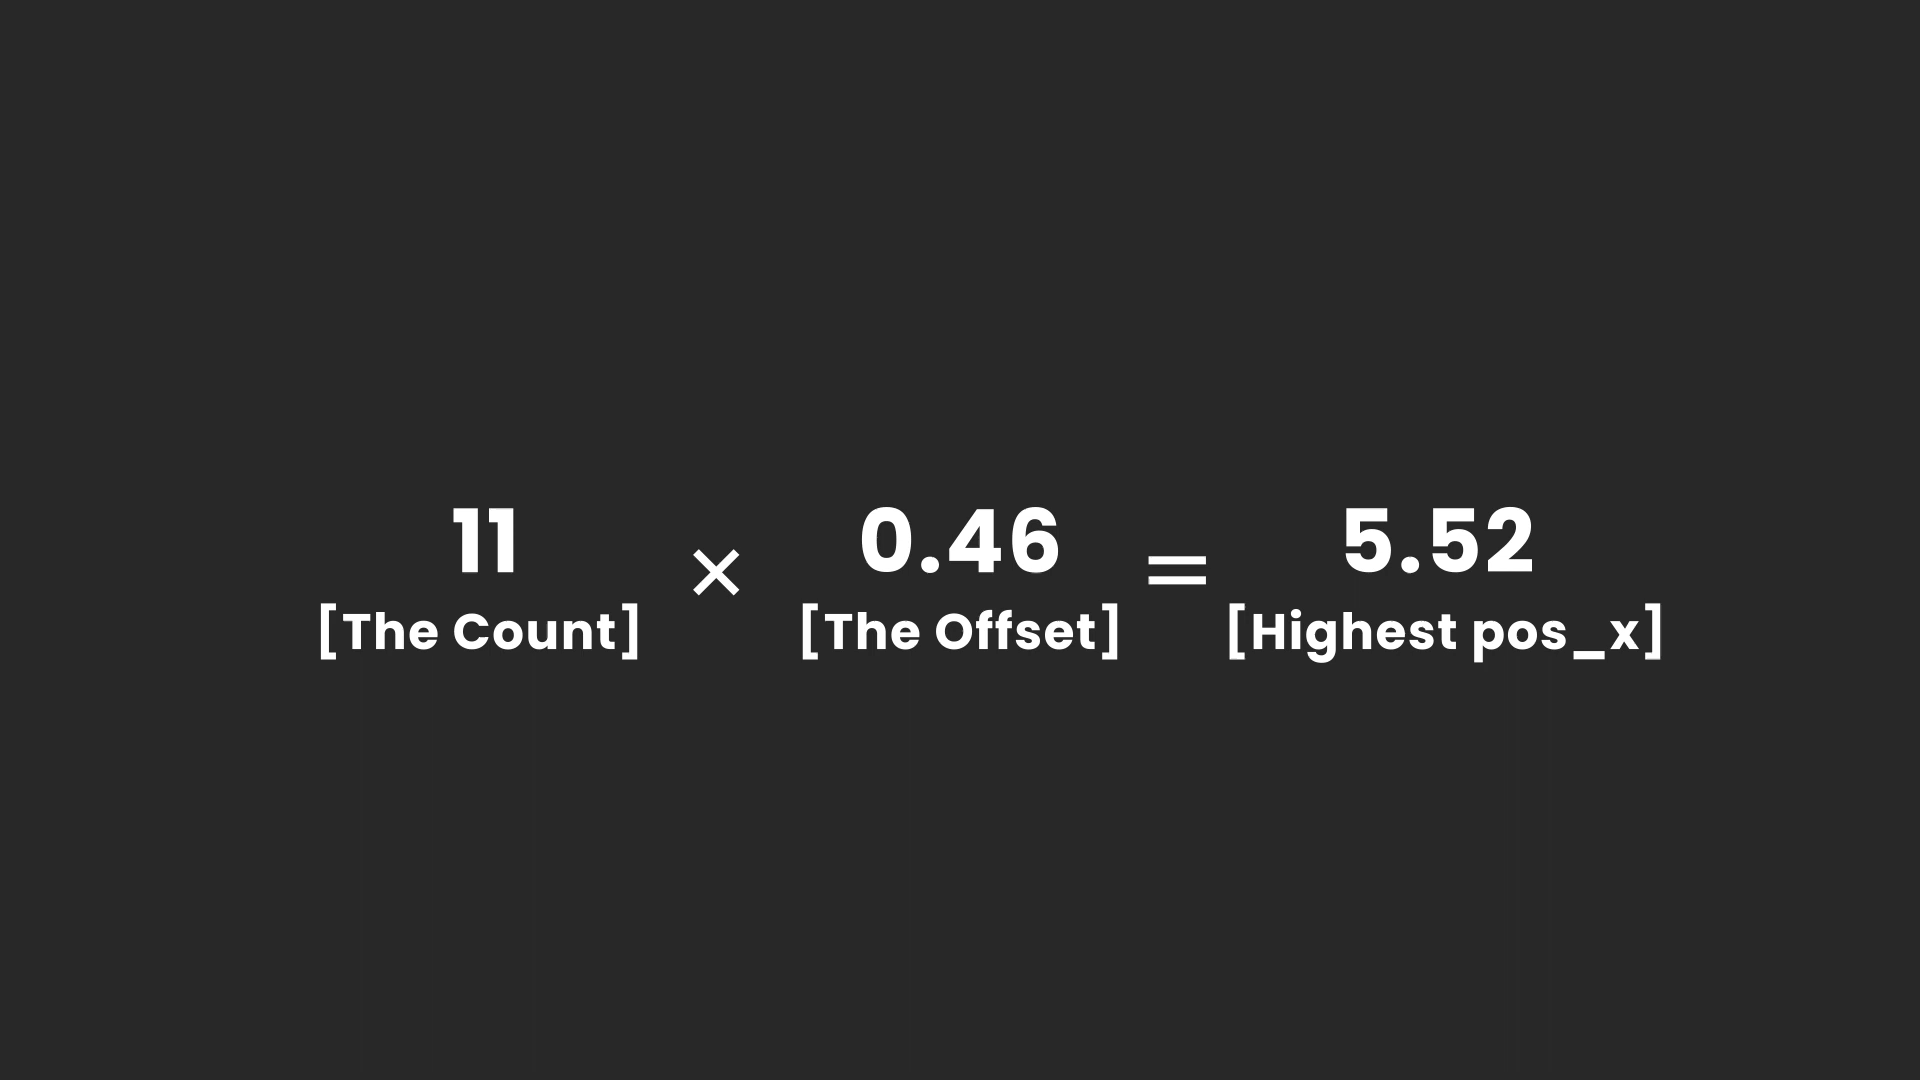 11 × 0.46 = 5.52
[The Count] [The Offset] [Highest pos_x]